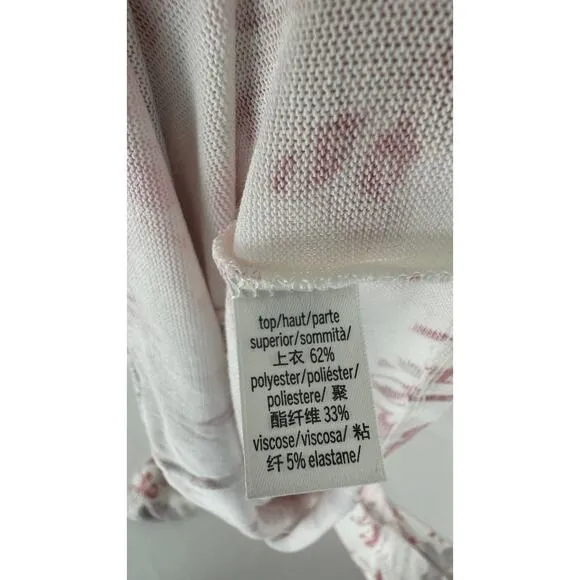 top/haut/parte
superior/sommità/
上衣 62%
polyester/poliéster/
poliestere/ 聚
酯纤维 33%
viscose/viscosa/ 粘
纤 5% elastane/